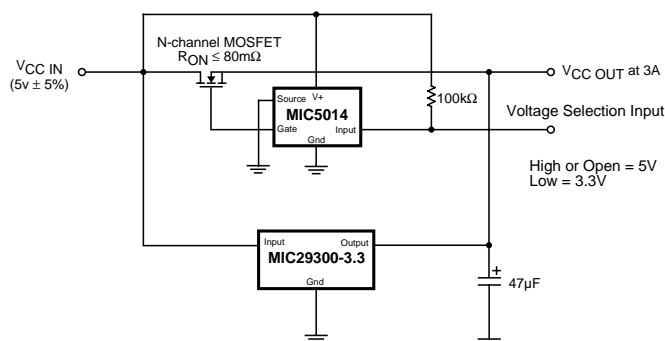 N-channel MOSFET
RON ≤ 80mΩ
VCC IN
(5v ± 5%)
VCC OUT at 3A
Source
V+
MIC5014
Gate
Input
Gnd
100kΩ
Voltage Selection Input
High or Open = 5V
Low = 3.3V
Input
Output
MIC29300-3.3
Gnd
+
47µF